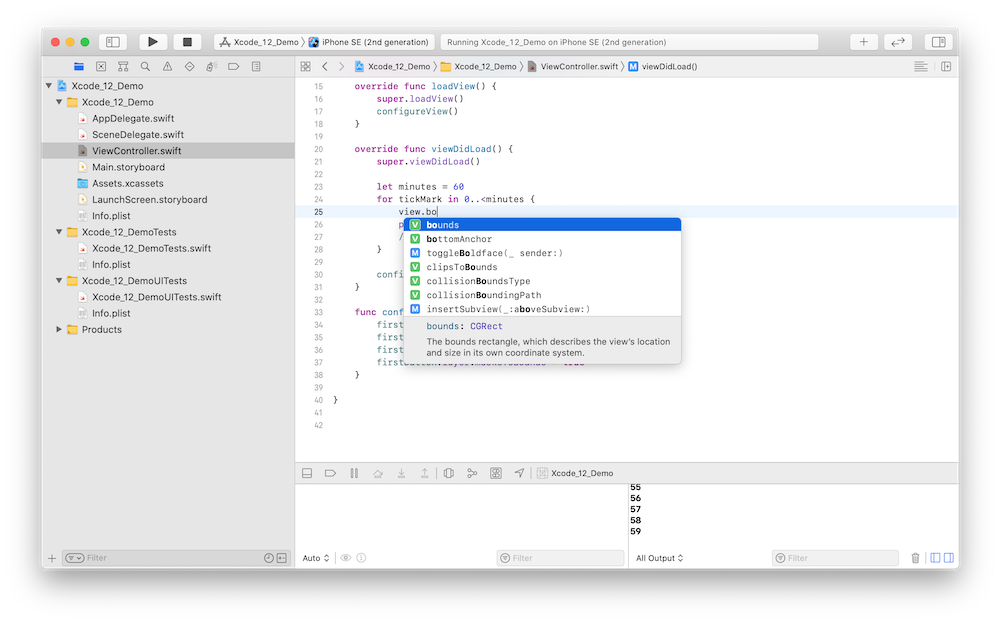 Xcode_12_Demo iPhone SE (2nd generation) Running Xcode_12_Demo on iPhone SE (2nd generation)
Xcode_12_Demo Xcode_12_Demo ViewController.swift M viewDidLoad()
Xcode_12_Demo
Xcode_12_Demo
AppDelegate.swift
SceneDelegate.swift
ViewController.swift
Main.storyboard
Assets.xcassets
LaunchScreen.storyboard
Info.plist
Xcode_12_DemoTests
Xcode_12_DemoTests.swift
Info.plist
Xcode_12_DemoUITests
Xcode_12_DemoUITests.swift
Info.plist
Products
Filter
15 override func loadView() {
16 super.loadView()
17 configureView()
18 }
19
20 override func viewDidLoad() {
21 super.viewDidLoad()
22
23 let minutes = 60
24 for tickMark in 0..<minutes {
25 view.bo
26 p
27 /
28 }
29
30 confi
31 }
32
33 func conf
34 first
35 first
36 first
37 
38 }
39
40 }
41
42
V bounds
V bottomAnchor
M toggleBoldface(_ sender:)
V clipsToBounds
V collisionBoundsType
V collisionBoundingPath
M insertSubview(_:aboveSubview:)
bounds: CGRect
The bounds rectangle, which describes the view's location
and size in its own coordinate system.
Xcode_12_Demo
55
56
57
58
59
Auto Filter
All Output Filter